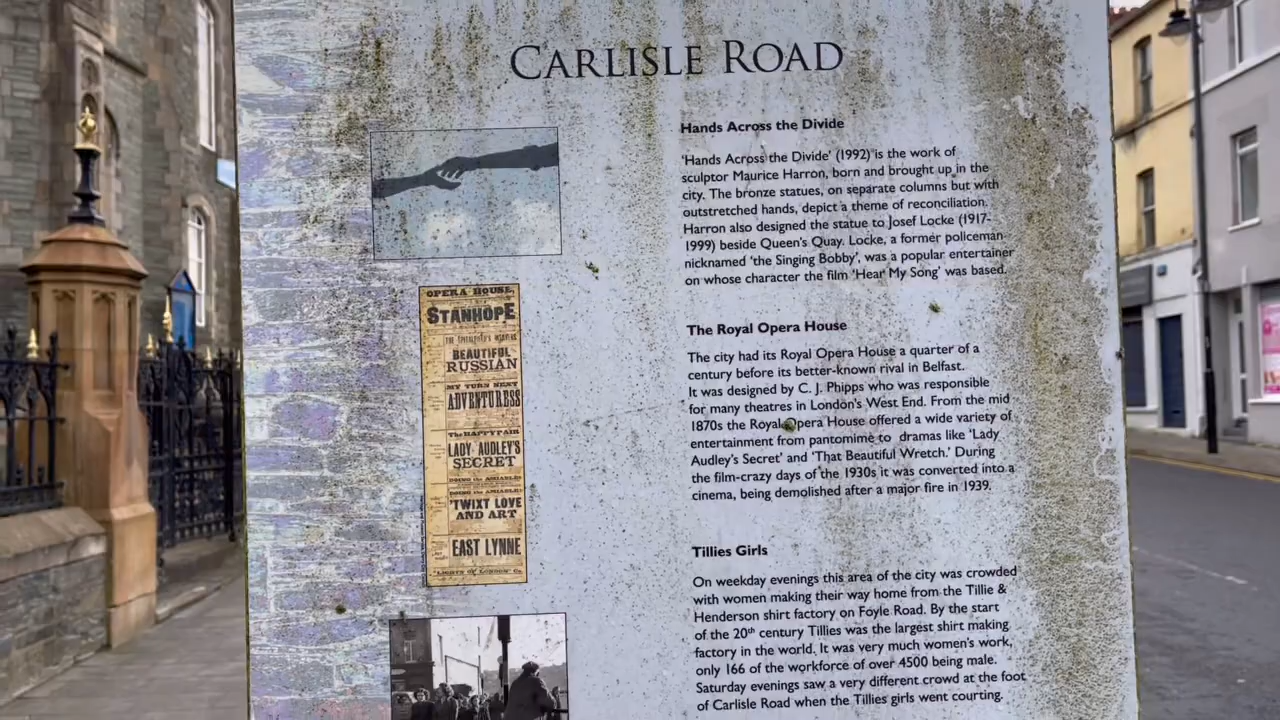 CARLISLE ROAD
Hands Across the Divide
'Hands Across the Divide' (1992) is the work of
sculptor Maurice Harron, born and brought up in the
city. The bronze statues, on separate columns but with
outstretched hands, depict a theme of reconciliation.
Harron also designed the statue to Josef Locke (1917-
1999) beside Queen's Quay. Locke, a former policeman
nicknamed 'the Singing Bobby', was a popular entertainer
on whose character the film 'Hear My Song' was based.
OPERA HOUSE,
STANHOPE
BEAUTIFUL
RUSSIAN
MY TURN NEXT
ADVENTURESS
The HAPPY PAIR
LADY AUDLEY'S
SECRET
DOING the AMIABLE!
DOING the AMIABLE!
'TWIXT LOVE
AND ART
EAST LYNNE
"LIGHTS OF LONDON" Co.
The Royal Opera House
The city had its Royal Opera House a quarter of a
century before its better-known rival in Belfast.
It was designed by C. J. Phipps who was responsible
for many theatres in London's West End. From the mid
1870s the Royal Opera House offered a wide variety of
entertainment from pantomime to dramas like 'Lady
Audley's Secret' and 'That Beautiful Wretch.' During
the film-crazy days of the 1930s it was converted into a
cinema, being demolished after a major fire in 1939.
Tillies Girls
On weekday evenings this area of the city was crowded
with women making their way home from the Tillie &
Henderson shirt factory on Foyle Road. By the start
of the 20th century Tillies was the largest shirt making
factory in the world. It was very much women's work,
only 166 of the workforce of over 4500 being male.
Saturday evenings saw a very different crowd at the foot
of Carlisle Road when the Tillies girls went courting.